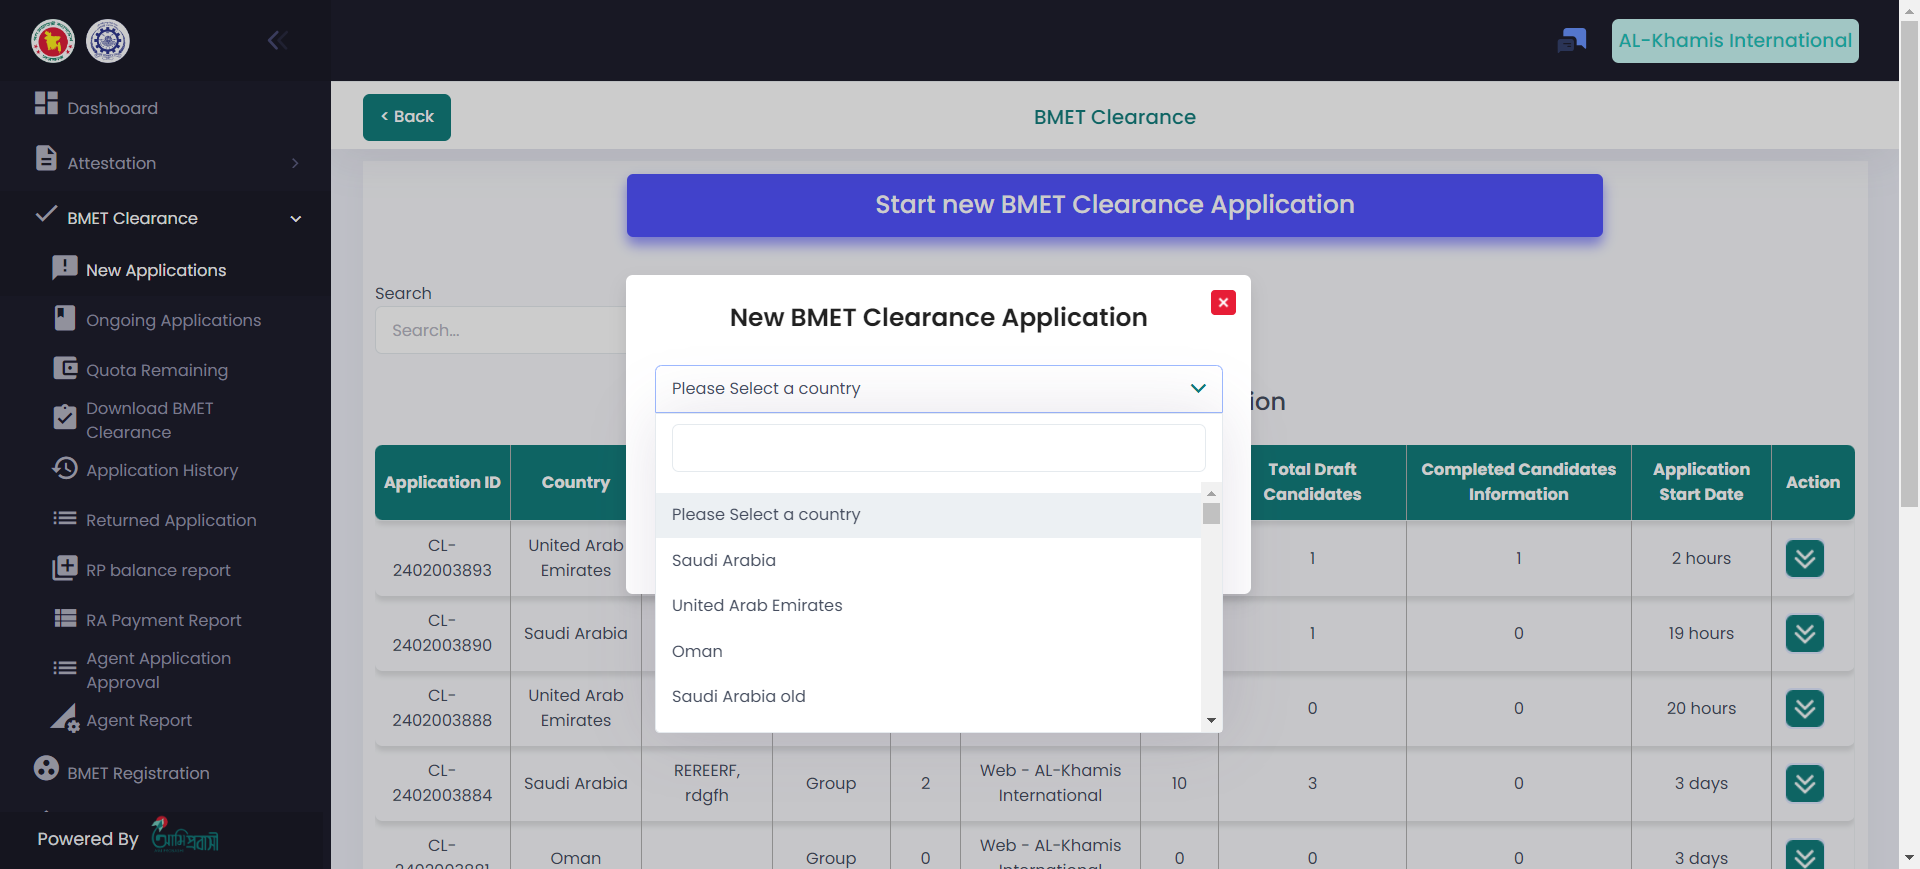 AL-Khamis International
Dashboard
Attestation
BMET Clearance
New Applications
Ongoing Applications
Quota Remaining
Download BMET
Clearance
Application History
Returned Application
RP balance report
RA Payment Report
Agent Application
Approval
Agent Report
BMET Registration
Powered By আমি প্রবাসী
< Back
BMET Clearance
Start new BMET Clearance Application
Search
Search...
New BMET Clearance Application
Please Select a country
Please Select a country
Saudi Arabia
United Arab Emirates
Oman
Saudi Arabia old
ion
Application ID
Country
Total Draft
Candidates
Completed Candidates
Information
Application
Start Date
Action
CL-
2402003893
United Arab
Emirates
1
1
2 hours
CL-
2402003890
Saudi Arabia
1
0
19 hours
CL-
2402003888
United Arab
Emirates
0
0
20 hours
CL-
2402003884
Saudi Arabia
REREERF,
rdgfh
Group
2
Web - AL-Khamis
International
10
3
0
3 days
CL-
2402003881
Oman
Group
0
Web - AL-Khamis
International
0
0
0
3 days